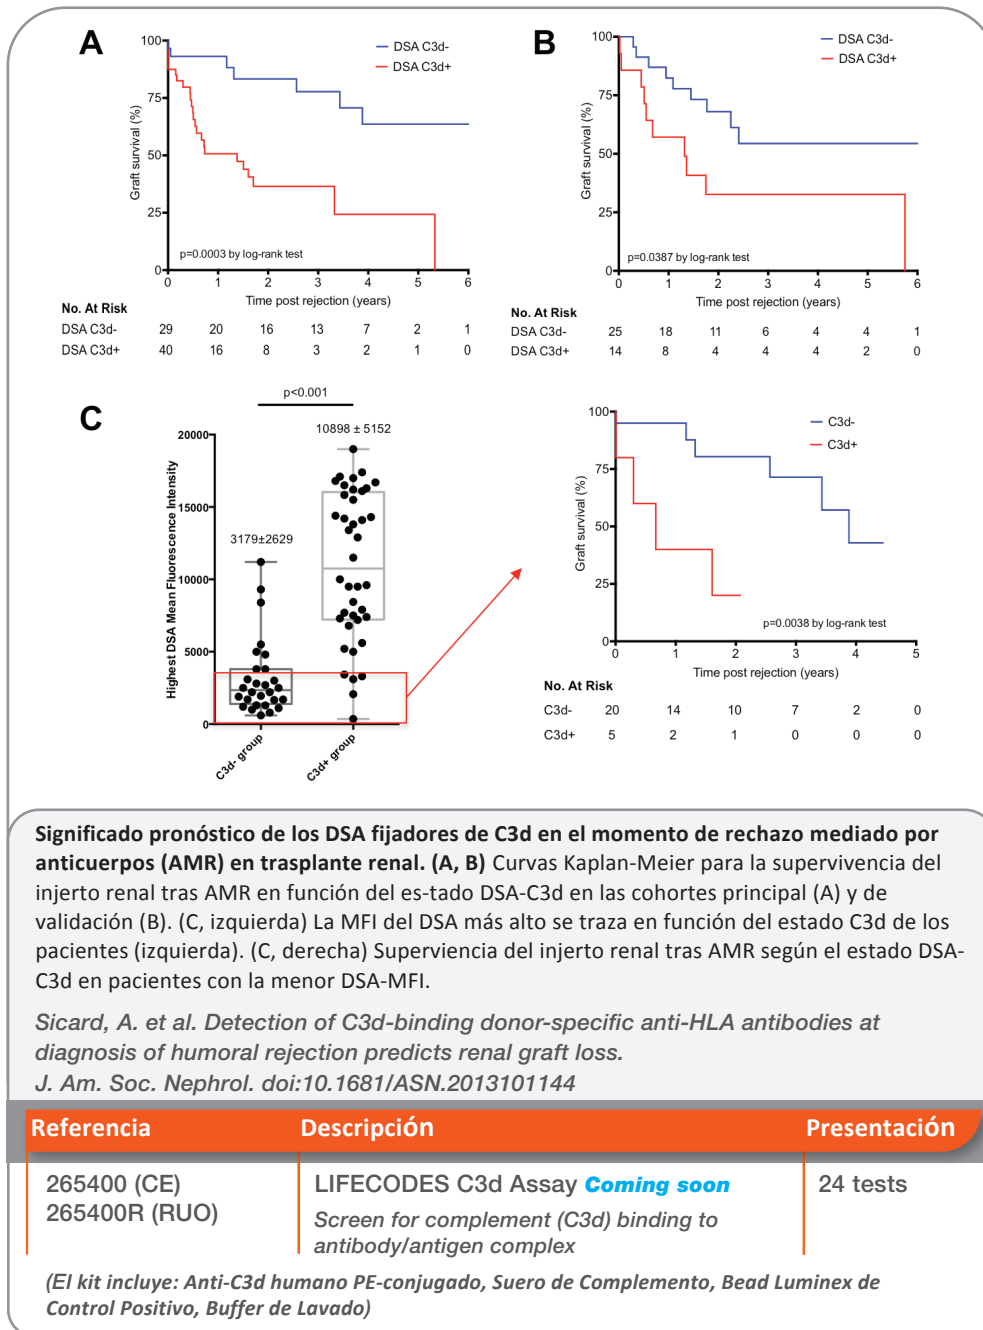 A
100
75
50
25
0
Graft survival (%)
DSA C3d-
DSA C3d+
p=0.0003 by log-rank test
0 1 2 3 4 5 6
Time post rejection (years)
No. At Risk
DSA C3d- 29 20 16 13 7 2 1
DSA C3d+ 40 16 8 3 2 1 0
B
100
75
50
25
0
Graft survival (%)
DSA C3d-
DSA C3d+
p=0.0387 by log-rank test
0 1 2 3 4 5 6
Time post rejection (years)
No. At Risk
DSA C3d- 25 18 11 6 4 4 1
DSA C3d+ 14 8 4 4 4 2 0
C
p<0.001
10898 ± 5152
3179±2629
20000
15000
10000
5000
0
Highest DSA Mean Fluorescence Intensity
C3d- group
C3d+ group
100
75
50
25
0
Graft survival (%)
C3d-
C3d+
p=0.0038 by log-rank test
0 1 2 3 4 5
Time post rejection (years)
No. At Risk
C3d- 20 14 10 7 2 0
C3d+ 5 2 1 0 0 0
Significado pronóstico de los DSA fijadores de C3d en el momento de rechazo mediado por
anticuerpos (AMR) en trasplante renal. (A, B) Curvas Kaplan-Meier para la supervivencia del
injerto renal tras AMR en función del es-tado DSA-C3d en las cohortes principal (A) y de
validación (B). (C, izquierda) La MFI del DSA más alto se traza en función del estado C3d de los
pacientes (izquierda). (C, derecha) Superviencia del injerto renal tras AMR según el estado DSA-
C3d en pacientes con la menor DSA-MFI.
Sicard, A. et al. Detection of C3d-binding donor-specific anti-HLA antibodies at
diagnosis of humoral rejection predicts renal graft loss.
J. Am. Soc. Nephrol. doi:10.1681/ASN.2013101144
Referencia Descripción Presentación
265400 (CE) LIFECODES C3d Assay Coming soon 24 tests
265400R (RUO)
Screen for complement (C3d) binding to
antibody/antigen complex
(El kit incluye: Anti-C3d humano PE-conjugado, Suero de Complemento, Bead Luminex de
Control Positivo, Buffer de Lavado)